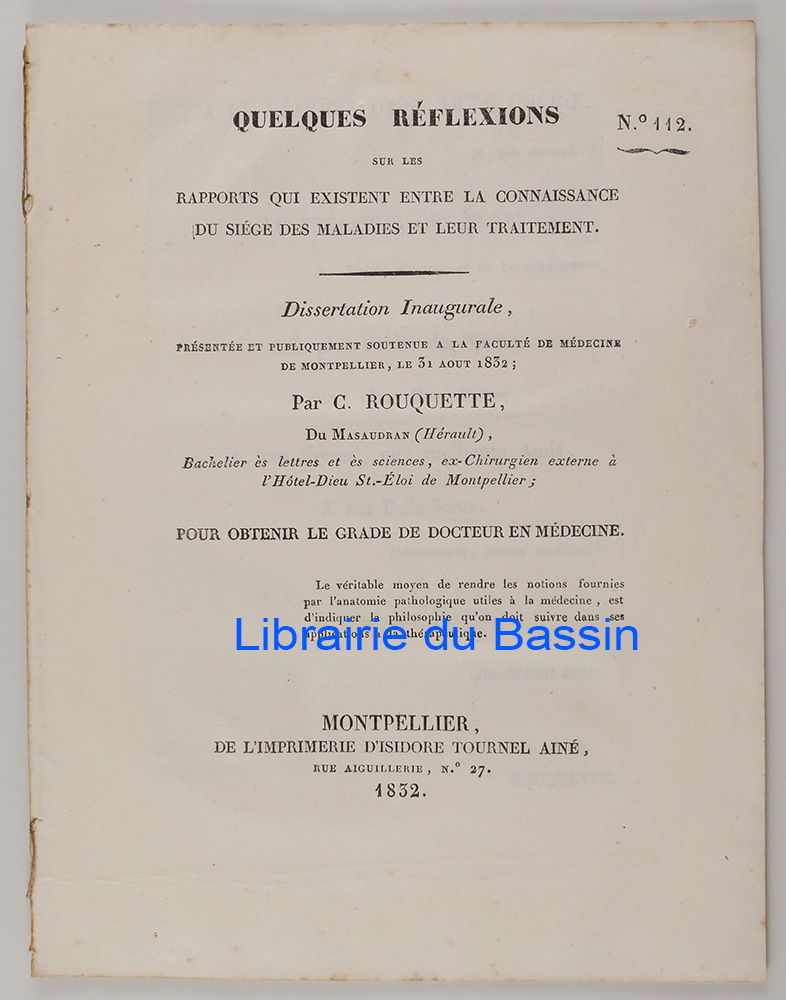 QUELQUES RÉFLEXIONS
N.º 112.
SUR LES
RAPPORTS QUI EXISTENT ENTRE LA CONNAISSANCE
DU SIÉGE DES MALADIES ET LEUR TRAITEMENT.
Dissertation Inaugurale,
PRÉSENTÉE ET PUBLIQUEMENT SOUTENUE A LA FACULTÉ DE MÉDECINE
DE MONTPELLIER, LE 31 AOUT 1832;
Par C. ROUQUETTE,
Du MASAUDRAN (Hérault),
Bachelier ès lettres et ès sciences, ex-Chirurgien externe à
l'Hôtel-Dieu St.-Éloi de Montpellier;
POUR OBTENIR LE GRADE DE DOCTEUR EN MÉDECINE.
Le véritable moyen de rendre les notions fournies
par l'anatomie pathologique utiles à la médecine, est
d'indiquer la philosophie qu'on doit suivre dans ses
applications à la thérapeutique.
Librairie du Bassin
MONTPELLIER,
DE L'IMPRIMERIE D'ISIDORE TOURNEL AINÉ,
RUE AIGUILLERIE, N.º 27.
1832.